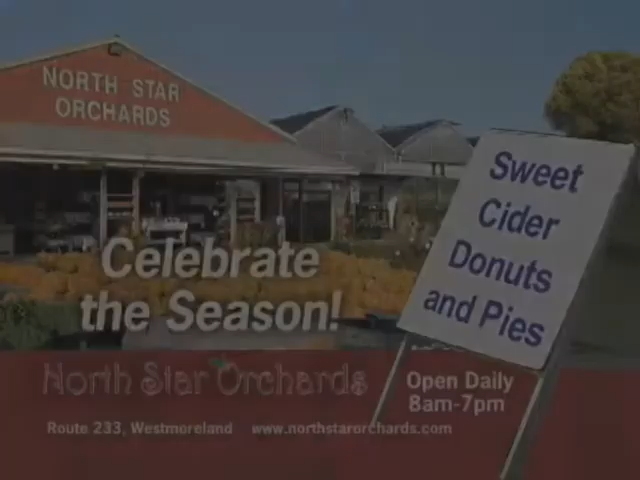 NORTH STAR
ORCHARDS
Sweet
Cider
Donuts
and Pies
Celebrate
the Season!
North Star Orchards
Open Daily
8am-7pm
Route 233, Westmoreland www.northstarorchards.com